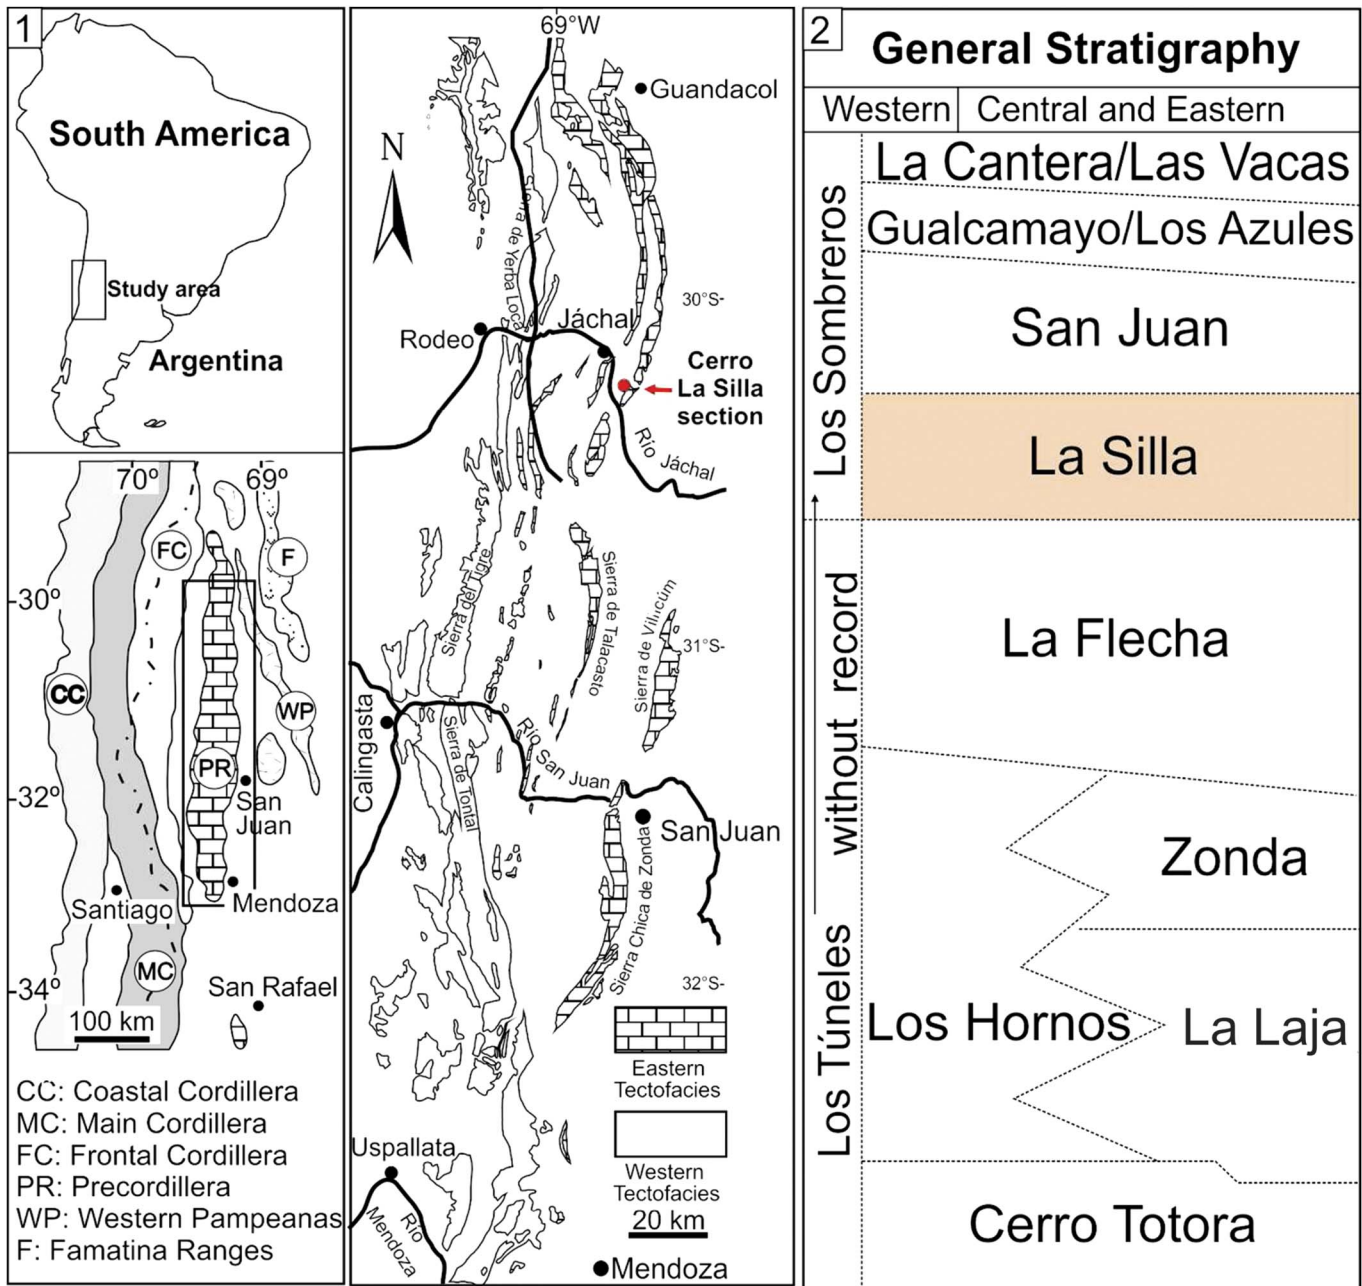 1
South America
Study area
Argentina
70°
69°
FC
F
-30°
CC
WP
PR
San
Juan
-32°
Santiago
Mendoza
MC
-34°
San Rafael
100 km
CC: Coastal Cordillera
MC: Main Cordillera
FC: Frontal Cordillera
PR: Precordillera
WP: Western Pampeanas
F: Famatina Ranges
69°W
Guandacol
N
Sierra de Yerba Loca
30°S-
Jáchal
Rodeo
Cerro
La Silla
section
Río Jáchal
Sierra del Tigre
Sierra de Talacasto
Sierra de Villicúm
31°S-
Calingasta
Sierra de Tontal
Río San Juan
San Juan
Sierra Chica de Zonda
32°S-
Eastern
Tectofacies
Western
Tectofacies
20 km
Uspallata
Río
Mendoza
Mendoza
2
General Stratigraphy
Western
Central and Eastern
La Cantera/Las Vacas
Gualcamayo/Los Azules
San Juan
La Silla
La Flecha
Zonda
Los Hornos
La Laja
Cerro Totora
Los Sombreros
without record
Los Túneles